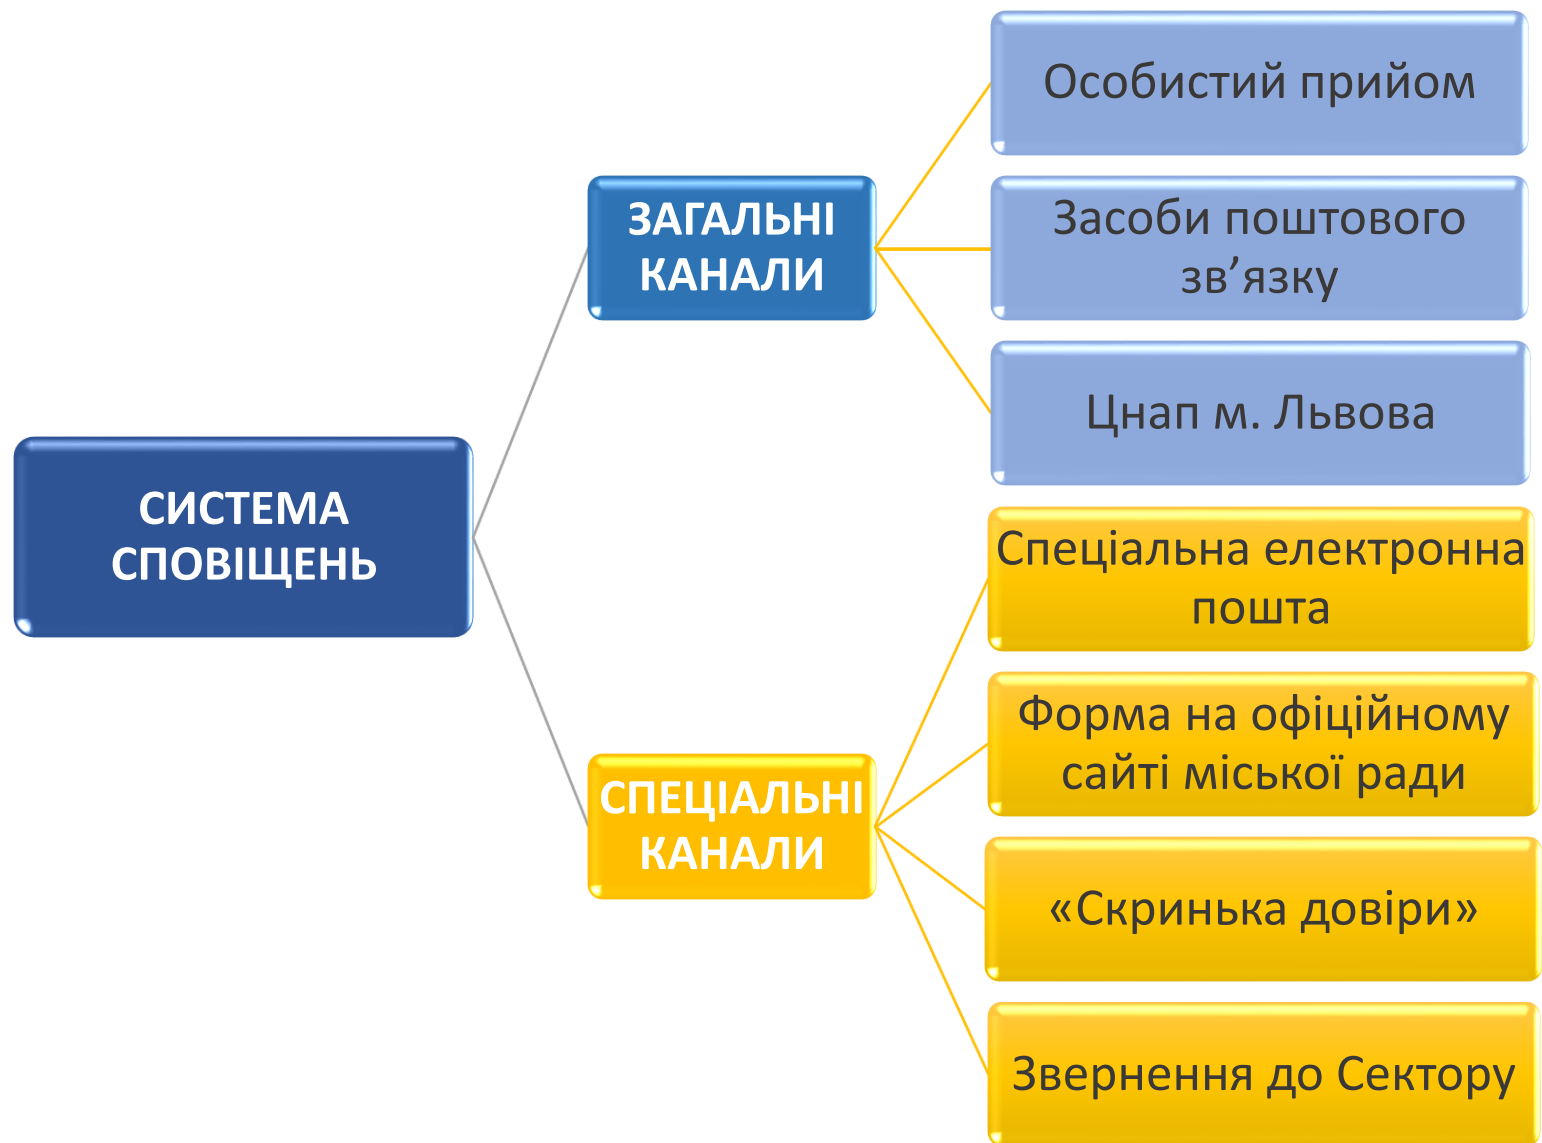 СИСТЕМА
СПОВІЩЕНЬ
ЗАГАЛЬНІ
КАНАЛИ
Особистий прийом
Засоби поштового
зв’язку
Цнап м. Львова
СПЕЦІАЛЬНІ
КАНАЛИ
Спеціальна електронна
пошта
Форма на офіційному
сайті міської ради
«Скринька довіри»
Звернення до Сектору